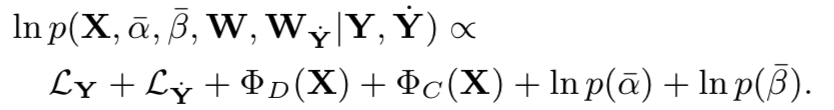 ln p(𝐗, ᾱ, β̄, 𝐖, 𝐖_𝐘̇ |𝐘, 𝐘̇) ∝
ℒ_𝐘 + ℒ_𝐘̇ + Φ_D(𝐗) + Φ_C(𝐗) + ln p(ᾱ) + ln p(β̄).